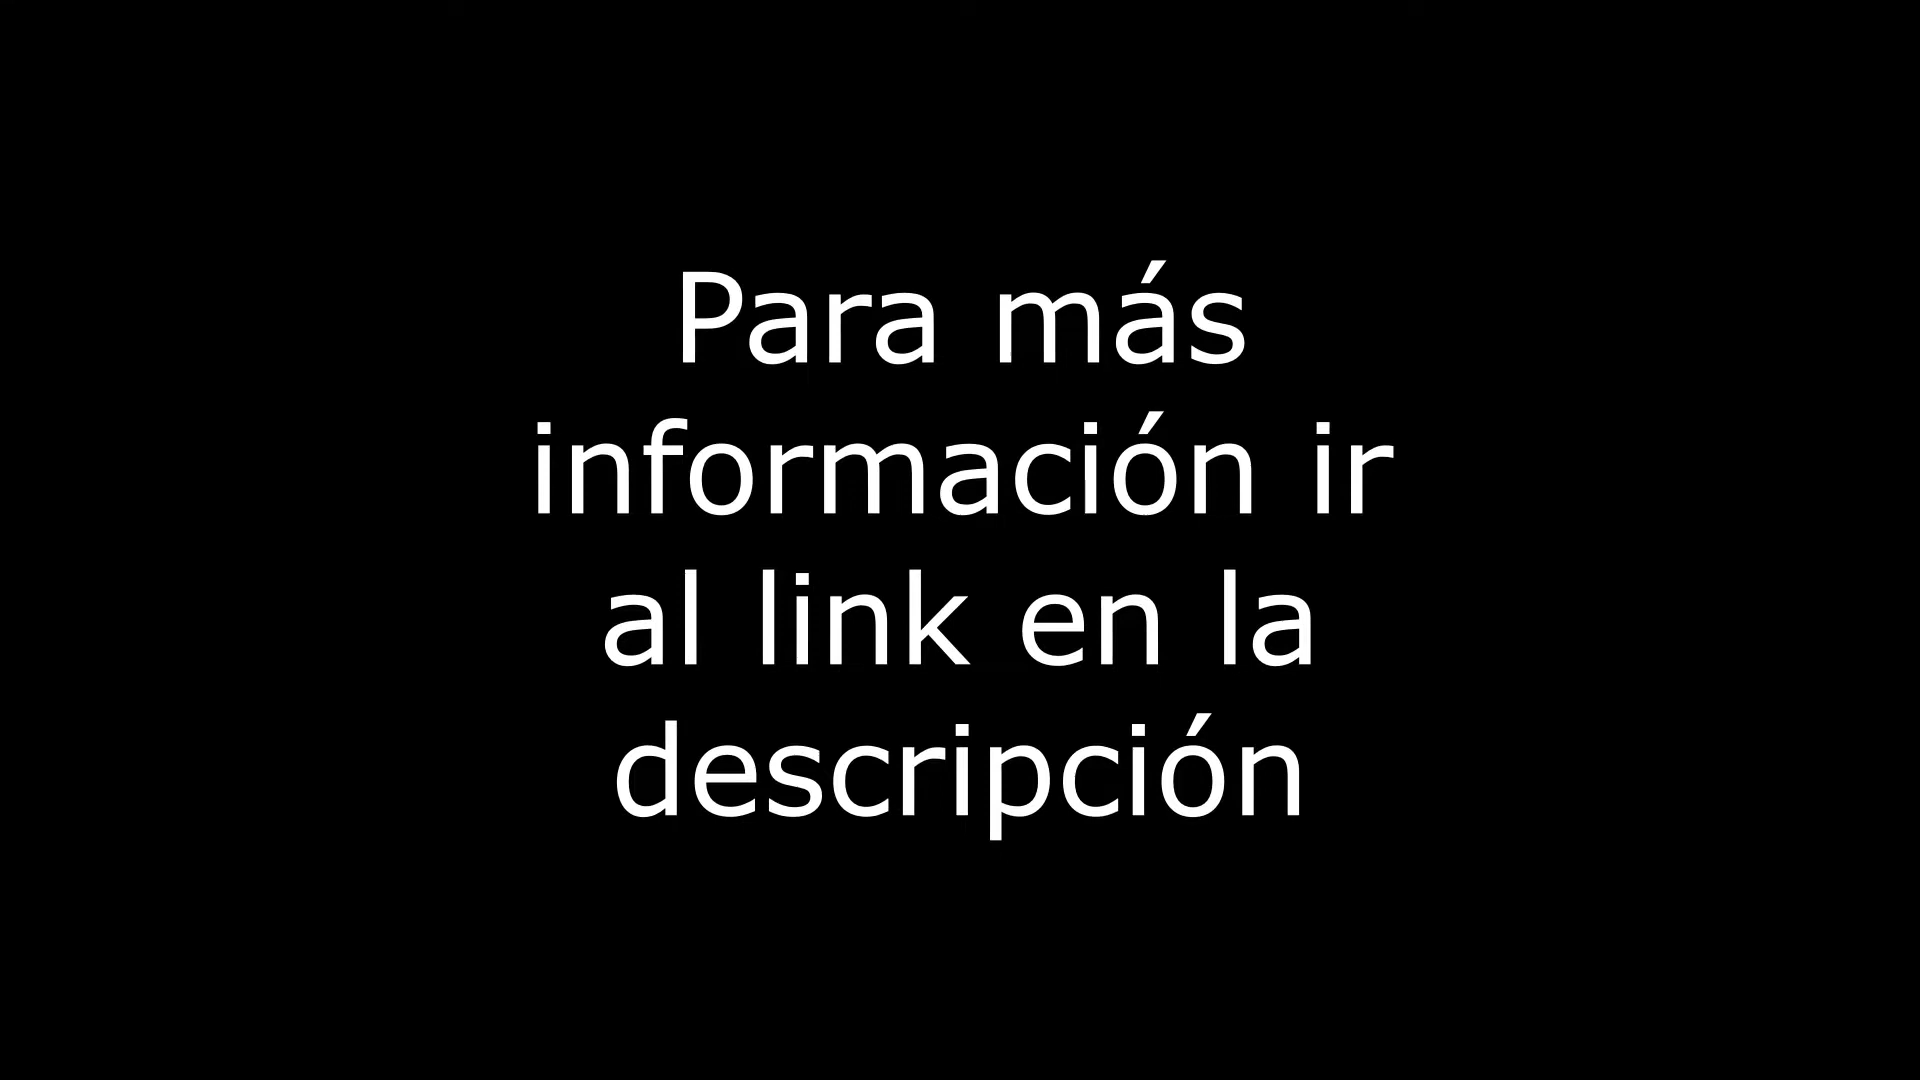 Para más
información ir
al link en la
descripción